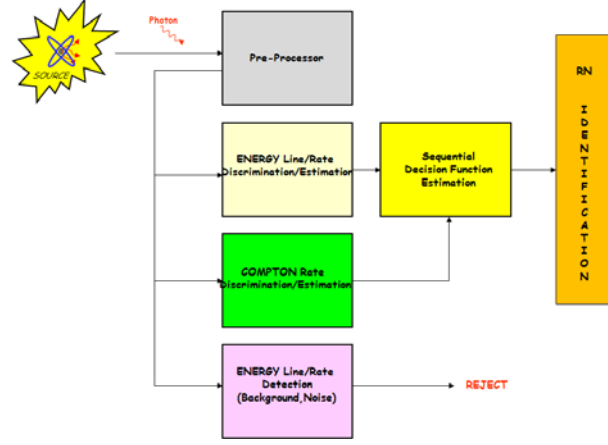 Photon
SOURCE
Pre-Processor
RN
IDENTIFICATION
ENERGY Line/Rate
Discrimination/Estimation
Sequential
Decision Function
Estimation
COMPTON Rate
Discrimination/Estimation
ENERGY Line/Rate
Detection
(Background,Noise)
REJECT